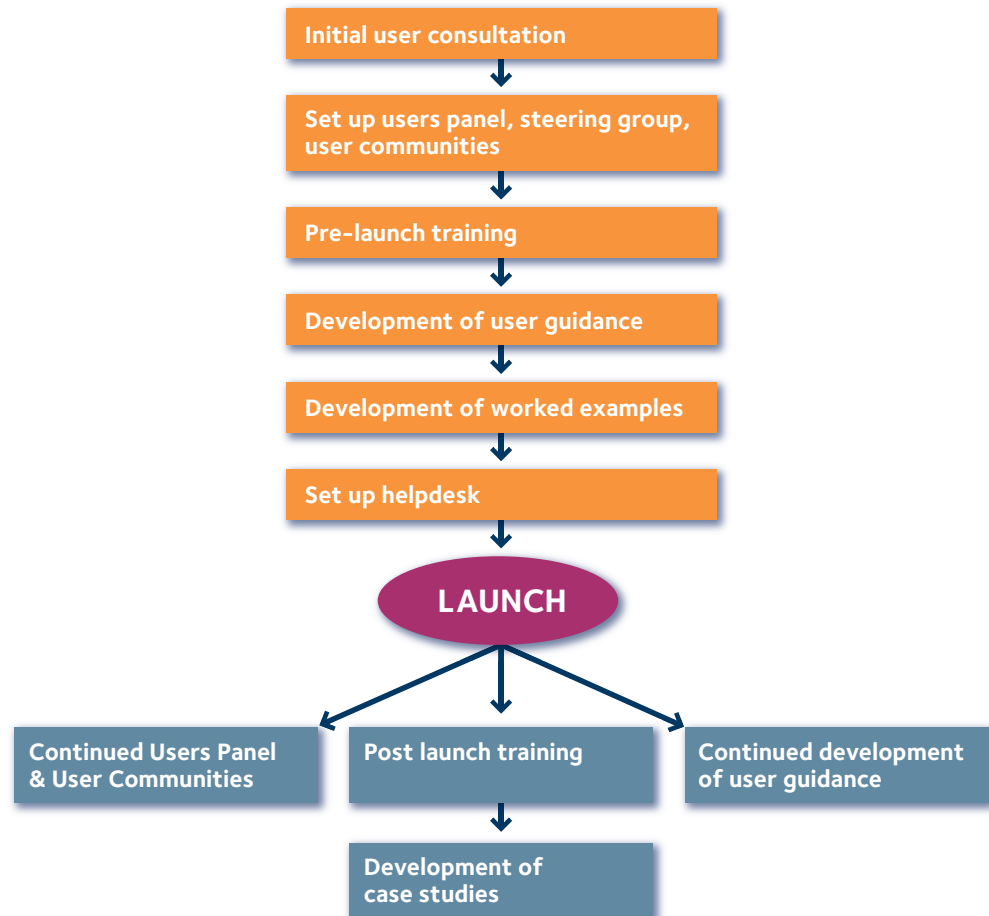 Initial user consultation
Set up users panel, steering group,
user communities
Pre-launch training
Development of user guidance
Development of worked examples
Set up helpdesk
LAUNCH
Continued Users Panel
& User Communities
Post launch training
Continued development
of user guidance
Development of
case studies